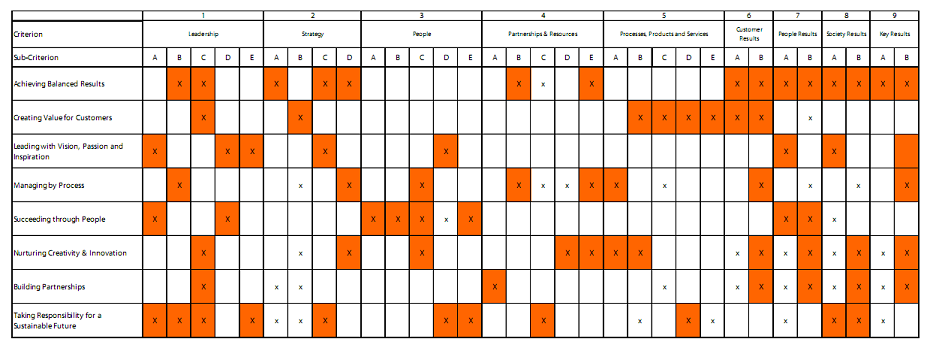 1 2 3 4 5 6 7 8 9
Criterion Leadership Strategy People Partnerships & Resources Processes, Products and Services Customer Results People Results Society Results Key Results
Sub-Criterion A B C D E A B C D A B C D E A B C D E A B C D E A B A B A B A B
Achieving Balanced Results X X X X X X x X X X X X X X X X
Creating Value for Customers X X X X X X X X x
Leading with Vision, Passion and
Inspiration X X X X X X X
Managing by Process X x X X X x x X X x X x x X
Succeeding through People X X X X X x X X X x
Nurturing Creativity & Innovation X x X X X X X X x X x X x X x X
Building Partnerships X x x X x x X x X x X x X
Taking Responsibility for a
Sustainable Future X X X X x x X X X X x X x x X X x